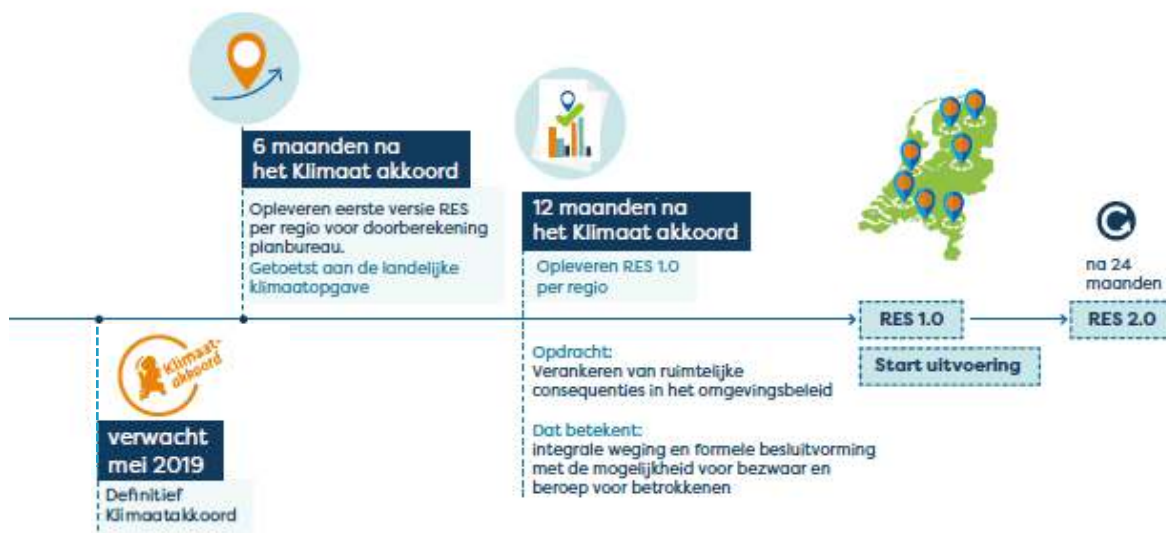 6 maanden na
het Klimaat akkoord
Opleveren eerste versie RES
per regio voor doorberekening
planbureau.
Getoetst aan de landelijke
klimaatopgave
12 maanden na
het Klimaat akkoord
Opleveren RES 1.0
per regio
na 24
maanden
RES 1.0
RES 2.0
Start uitvoering
Klimaat-
akkoord
verwacht
mei 2019
Definitief
Klimaatakkoord
Opdracht:
Verankeren van ruimtelijke
consequenties in het omgevingsbeleid
Dat betekent:
integrale weging en formele besluitvorming
met de mogelijkheid voor bezwaar en
beroep voor betrokkenen